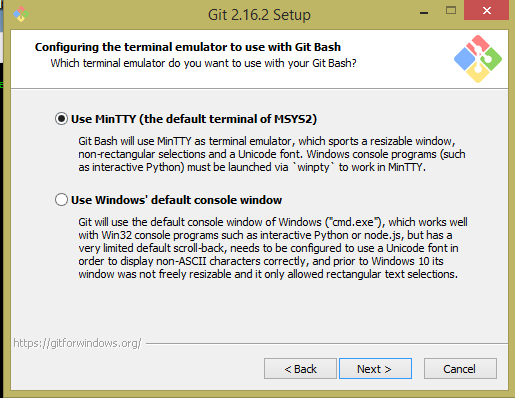 Git 2.16.2 Setup
Configuring the terminal emulator to use with Git Bash
Which terminal emulator do you want to use with your Git Bash?
Use MinTTY (the default terminal of MSYS2)
Git Bash will use MinTTY as terminal emulator, which sports a resizable window,
non-rectangular selections and a Unicode font. Windows console programs (such
as interactive Python) must be launched via `winpty` to work in MinTTY.
Use Windows' default console window
Git will use the default console window of Windows ("cmd.exe"), which works well
with Win32 console programs such as interactive Python or node.js, but has a
very limited default scroll-back, needs to be configured to use a Unicode font in
order to display non-ASCII characters correctly, and prior to Windows 10 its
window was not freely resizable and it only allowed rectangular text selections.
https://gitforwindows.org/
< Back
Next >
Cancel